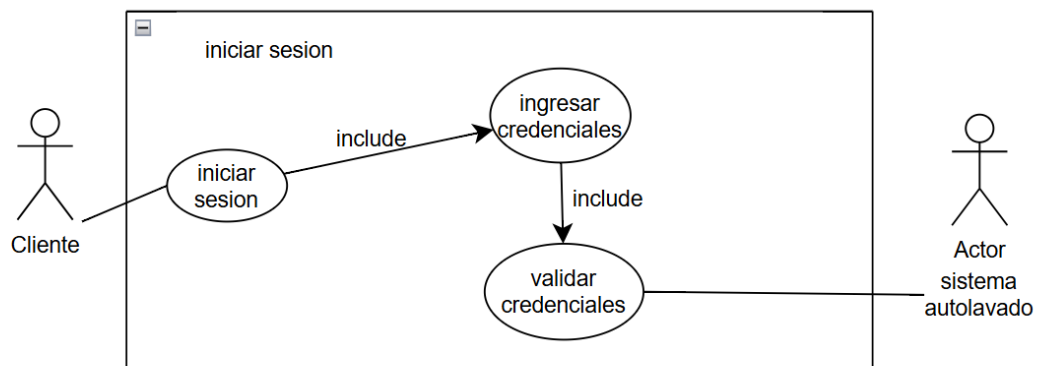 iniciar sesion
ingresar
credenciales
include
iniciar
sesion
include
Cliente
validar
credenciales
Actor
sistema
autolavado